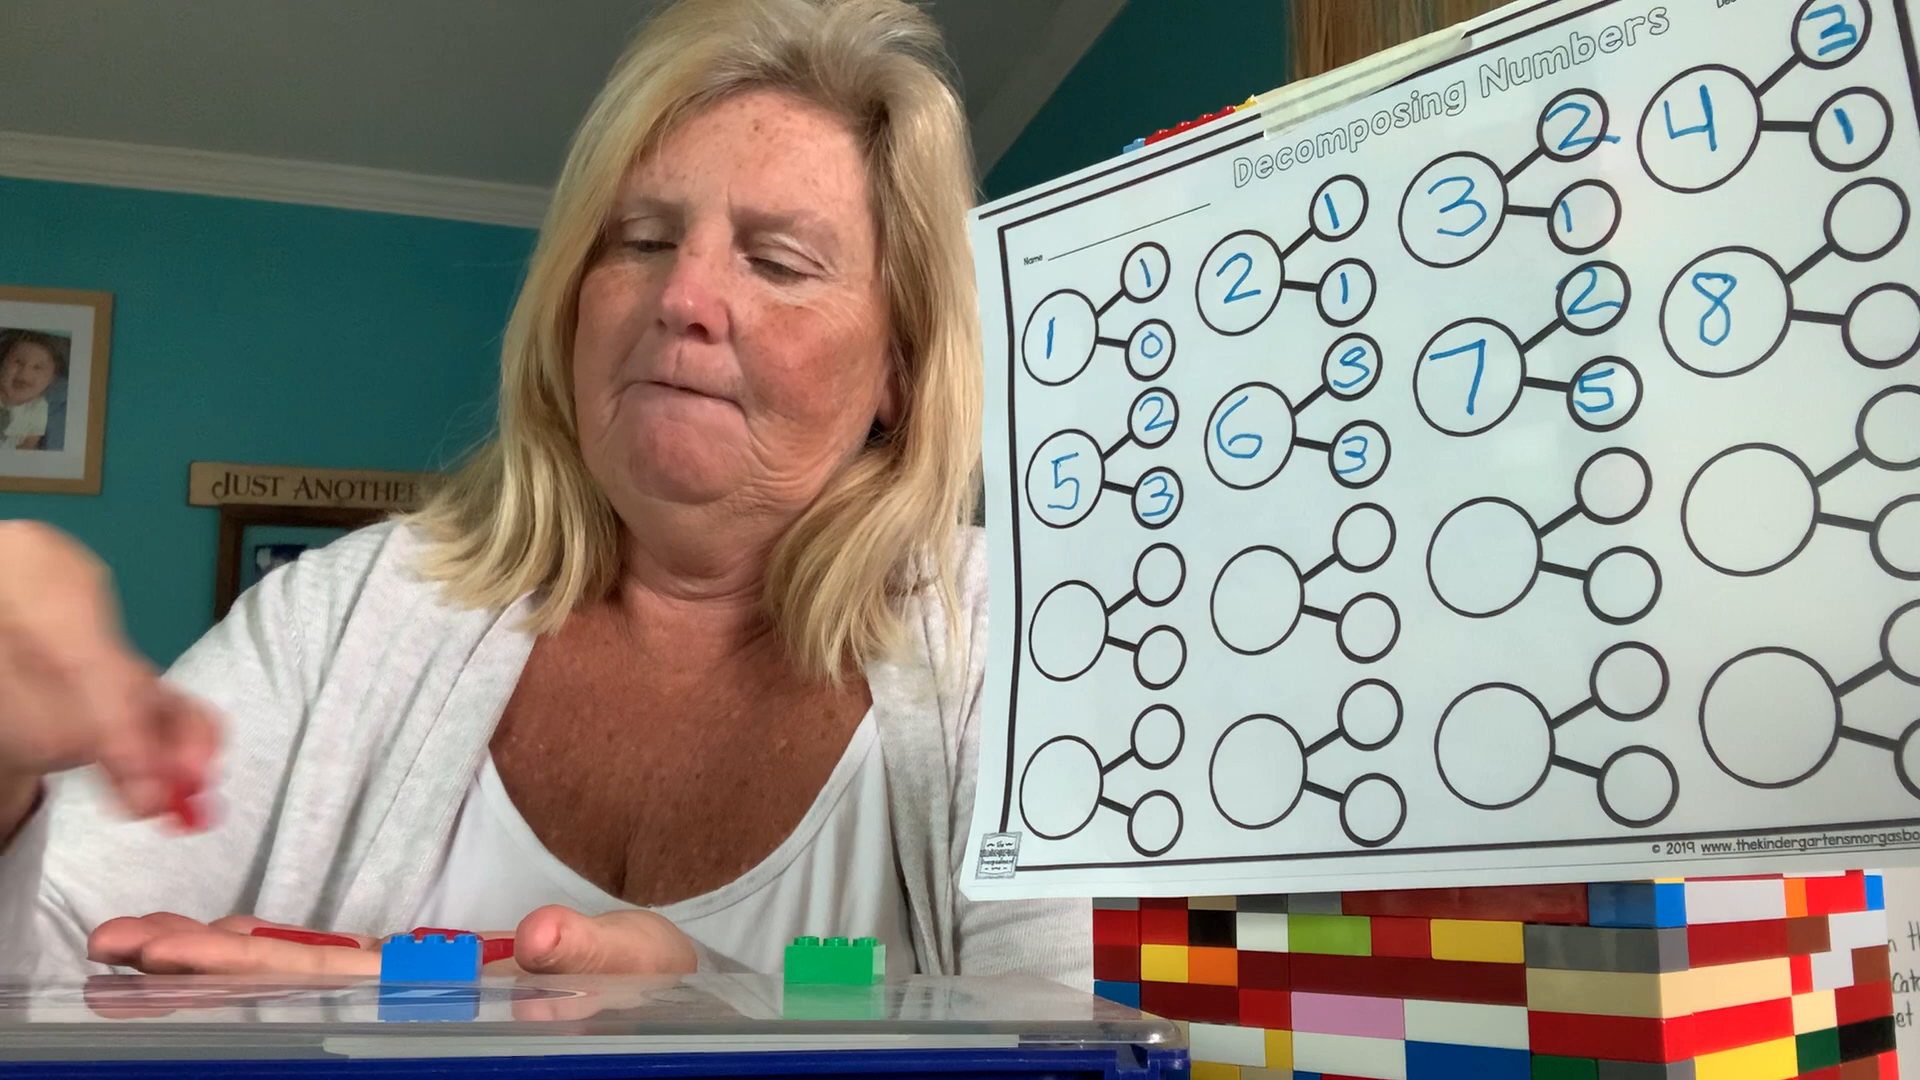 JUST ANOTHER
Decomposing Numbers
Name
1 1 0
2 1 1
3 2 1
4 3 1
5 2 3
6 3 3
7 2 5
8
© 2019 www.thekindergartensmorgasbo